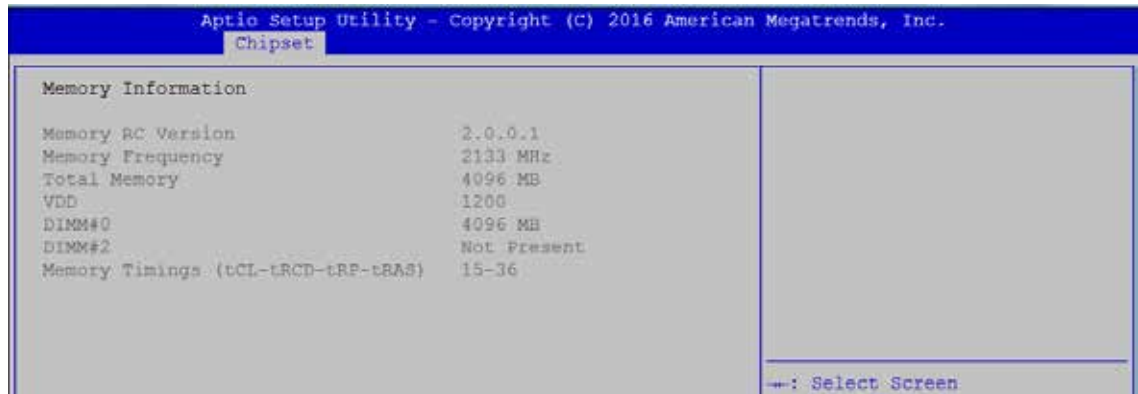 Aptio Setup Utility - Copyright (C) 2016 American Megatrends, Inc.
Chipset
Memory Information
Memory RC Version 2.0.0.1
Memory Frequency 2133 MHz
Total Memory 4096 MB
VDD 1200
DIMM#0 4096 MB
DIMM#2 Not Present
Memory Timings (tCL-tRCD-tRP-tRAS) 15-36
→←: Select Screen